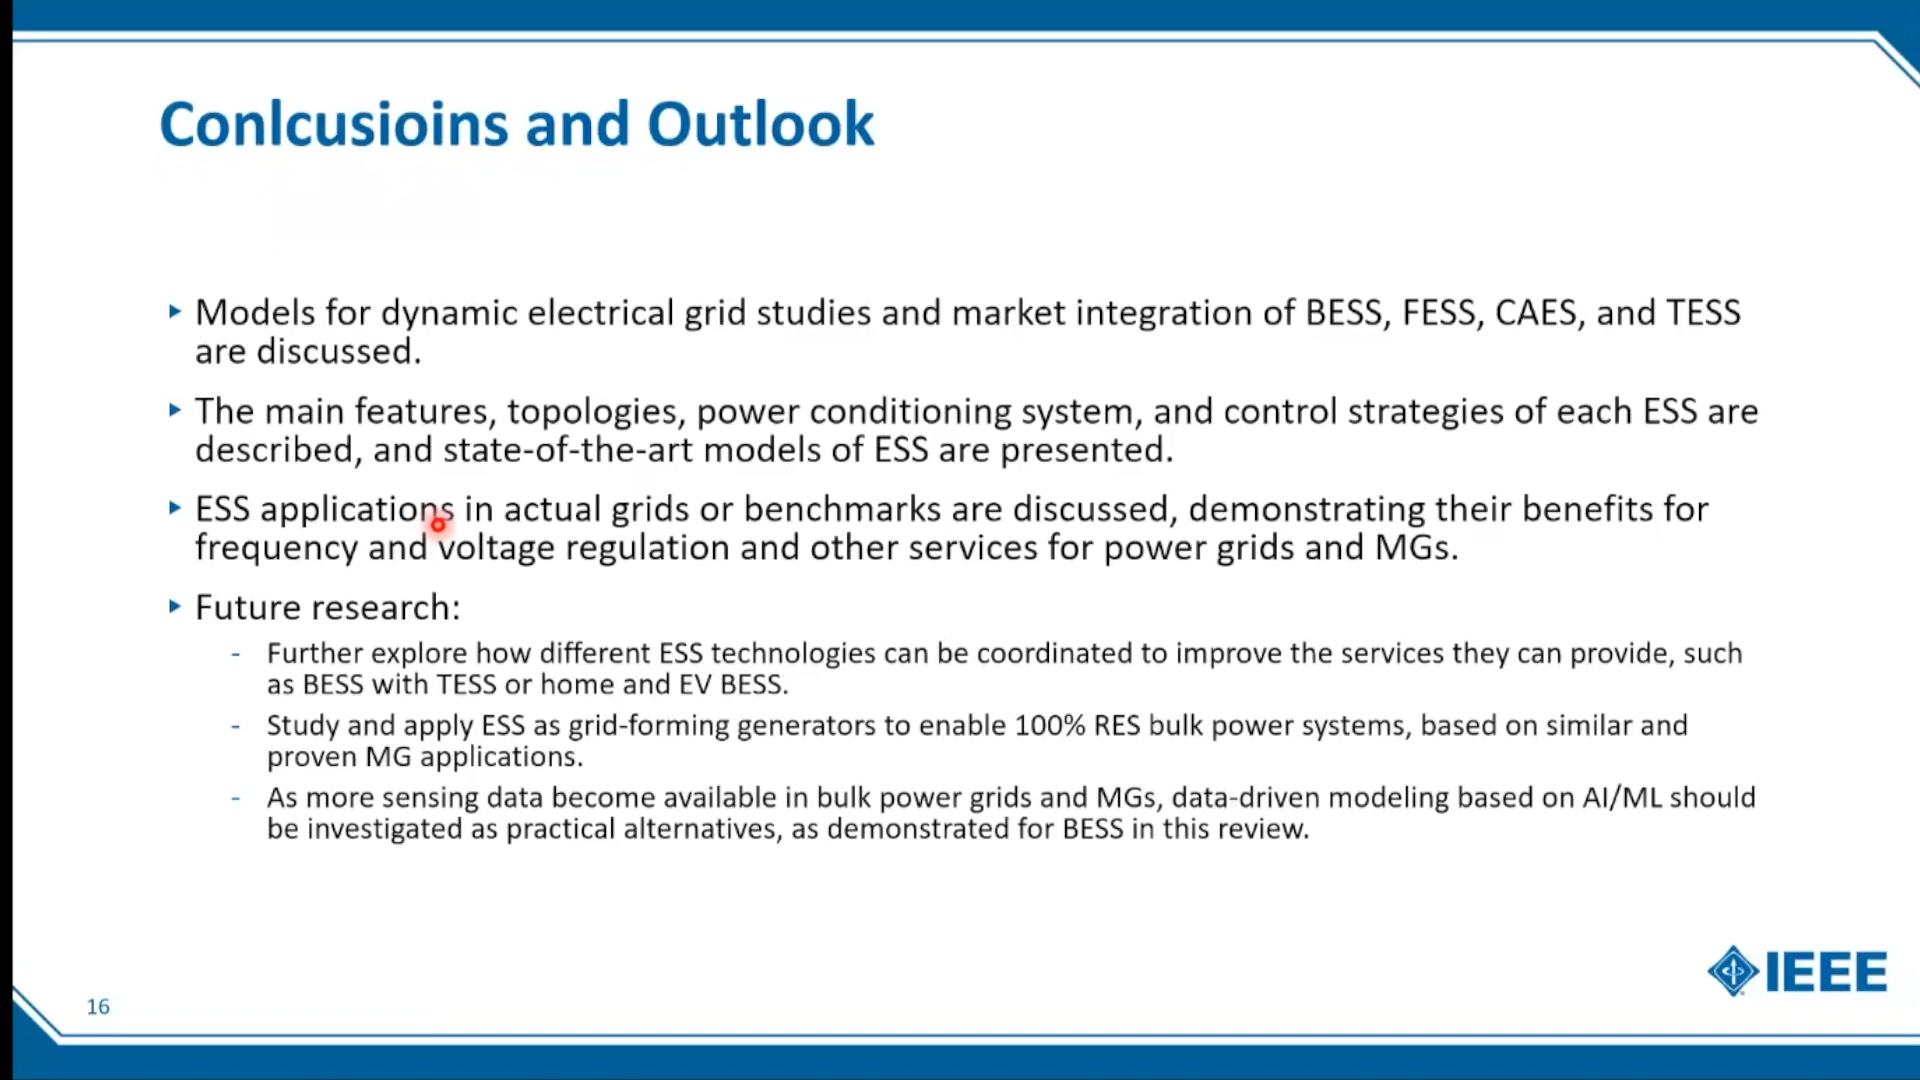 Conlcusioins and Outlook
‣ Models for dynamic electrical grid studies and market integration of BESS, FESS, CAES, and TESS
are discussed.
‣ The main features, topologies, power conditioning system, and control strategies of each ESS are
described, and state-of-the-art models of ESS are presented.
‣ ESS applications in actual grids or benchmarks are discussed, demonstrating their benefits for
frequency and voltage regulation and other services for power grids and MGs.
‣ Future research:
- Further explore how different ESS technologies can be coordinated to improve the services they can provide, such
as BESS with TESS or home and EV BESS.
- Study and apply ESS as grid-forming generators to enable 100% RES bulk power systems, based on similar and
proven MG applications.
- As more sensing data become available in bulk power grids and MGs, data-driven modeling based on AI/ML should
be investigated as practical alternatives, as demonstrated for BESS in this review.
IEEE
16